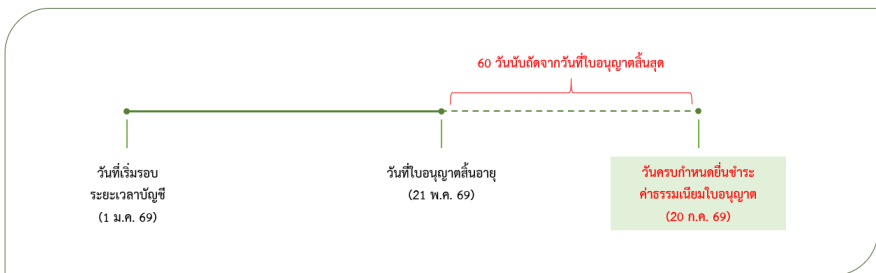 60 วันนับถัดจากวันที่ใบอนุญาตสิ้นสุด
วันที่เริ่มรอบ
ระยะเวลาบัญชี
(1 ม.ค. 69)
วันที่ใบอนุญาตสิ้นอายุ
(21 พ.ค. 69)
วันครบกำหนดยื่นชำระ
ค่าธรรมเนียมใบอนุญาต
(20 ก.ค. 69)